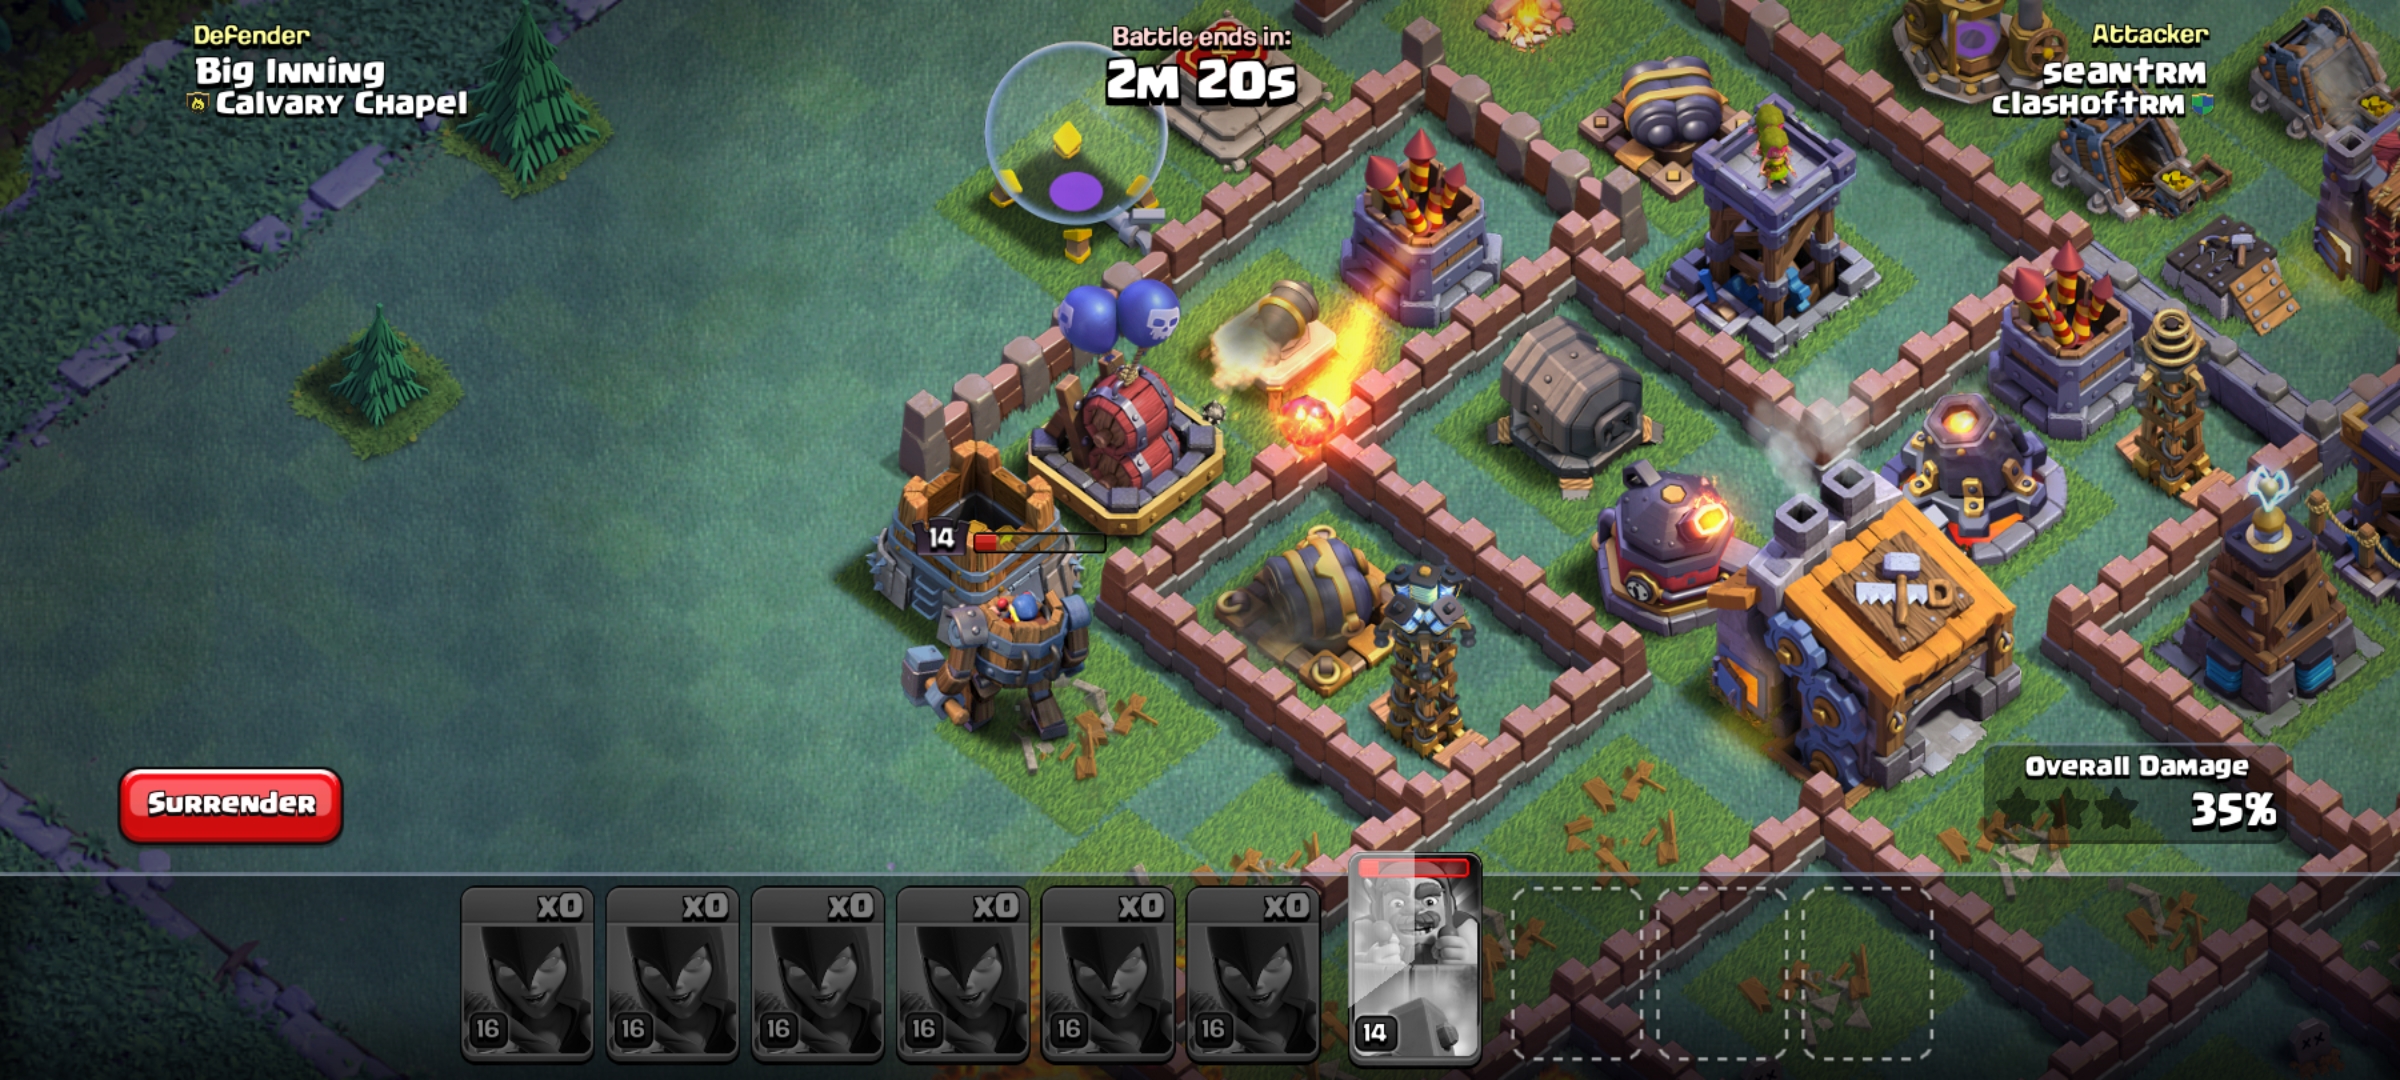 Defender
Big Inning
Calvary Chapel
Battle ends in:
2m 20s
Attacker
seantrm
clashoftrm
14
Surrender
Overall Damage
35%
x0
x0
x0
x0
x0
x0
16
16
16
16
16
16
14